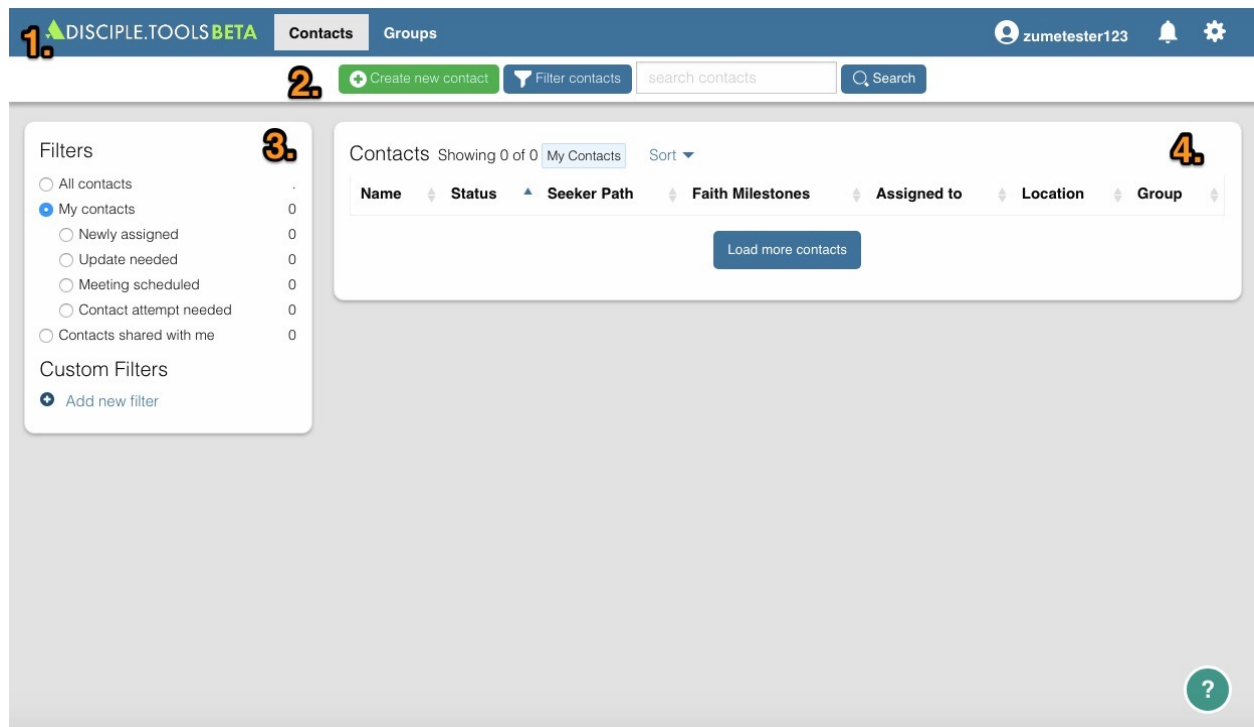 1. DISCIPLE.TOOLS BETA Contacts Groups zumetester123
2. Create new contact Filter contacts search contacts Search
Filters 3.
All contacts .
My contacts 0
Newly assigned 0
Update needed 0
Meeting scheduled 0
Contact attempt needed 0
Contacts shared with me 0
Custom Filters
Add new filter
Contacts Showing 0 of 0 My Contacts Sort 4.
Name Status Seeker Path Faith Milestones Assigned to Location Group
Load more contacts
?